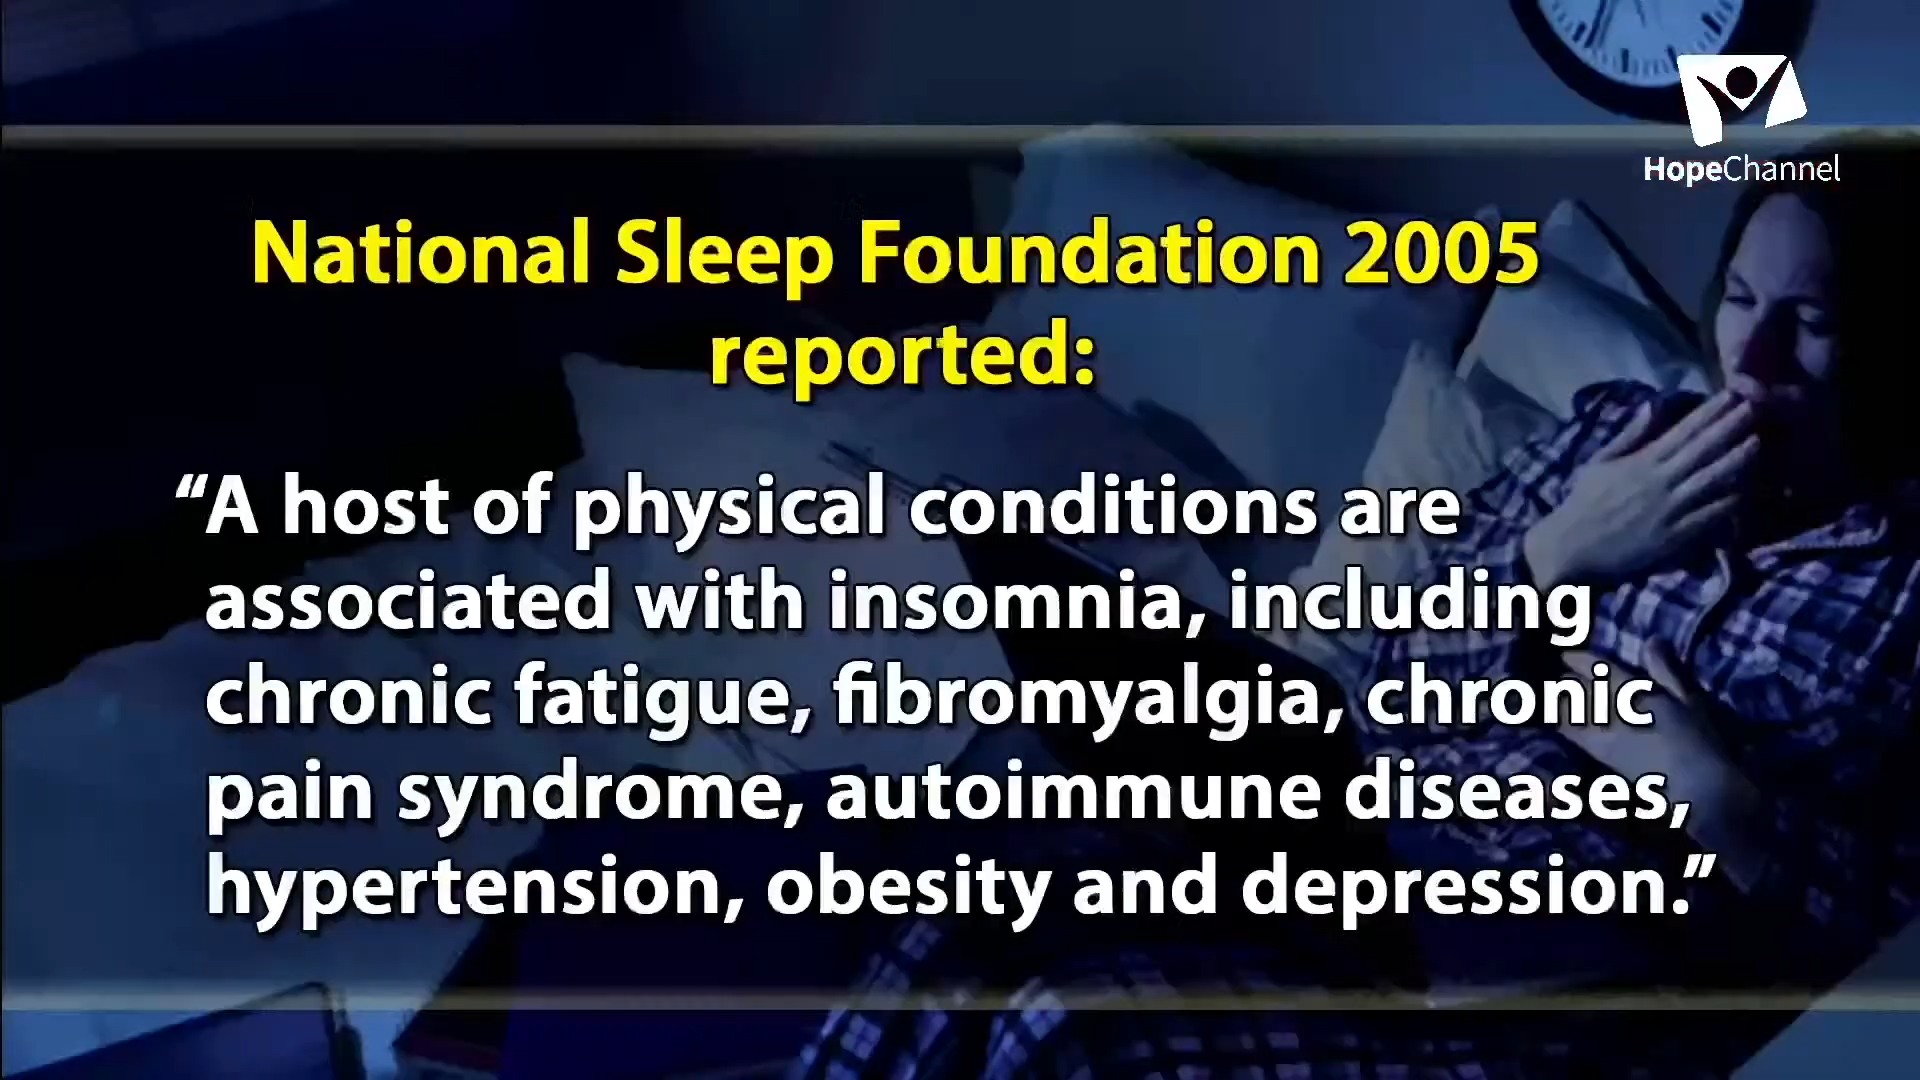 HopeChannel
National Sleep Foundation 2005
reported:
“A host of physical conditions are
associated with insomnia, including
chronic fatigue, fibromyalgia, chronic
pain syndrome, autoimmune diseases,
hypertension, obesity and depression.”